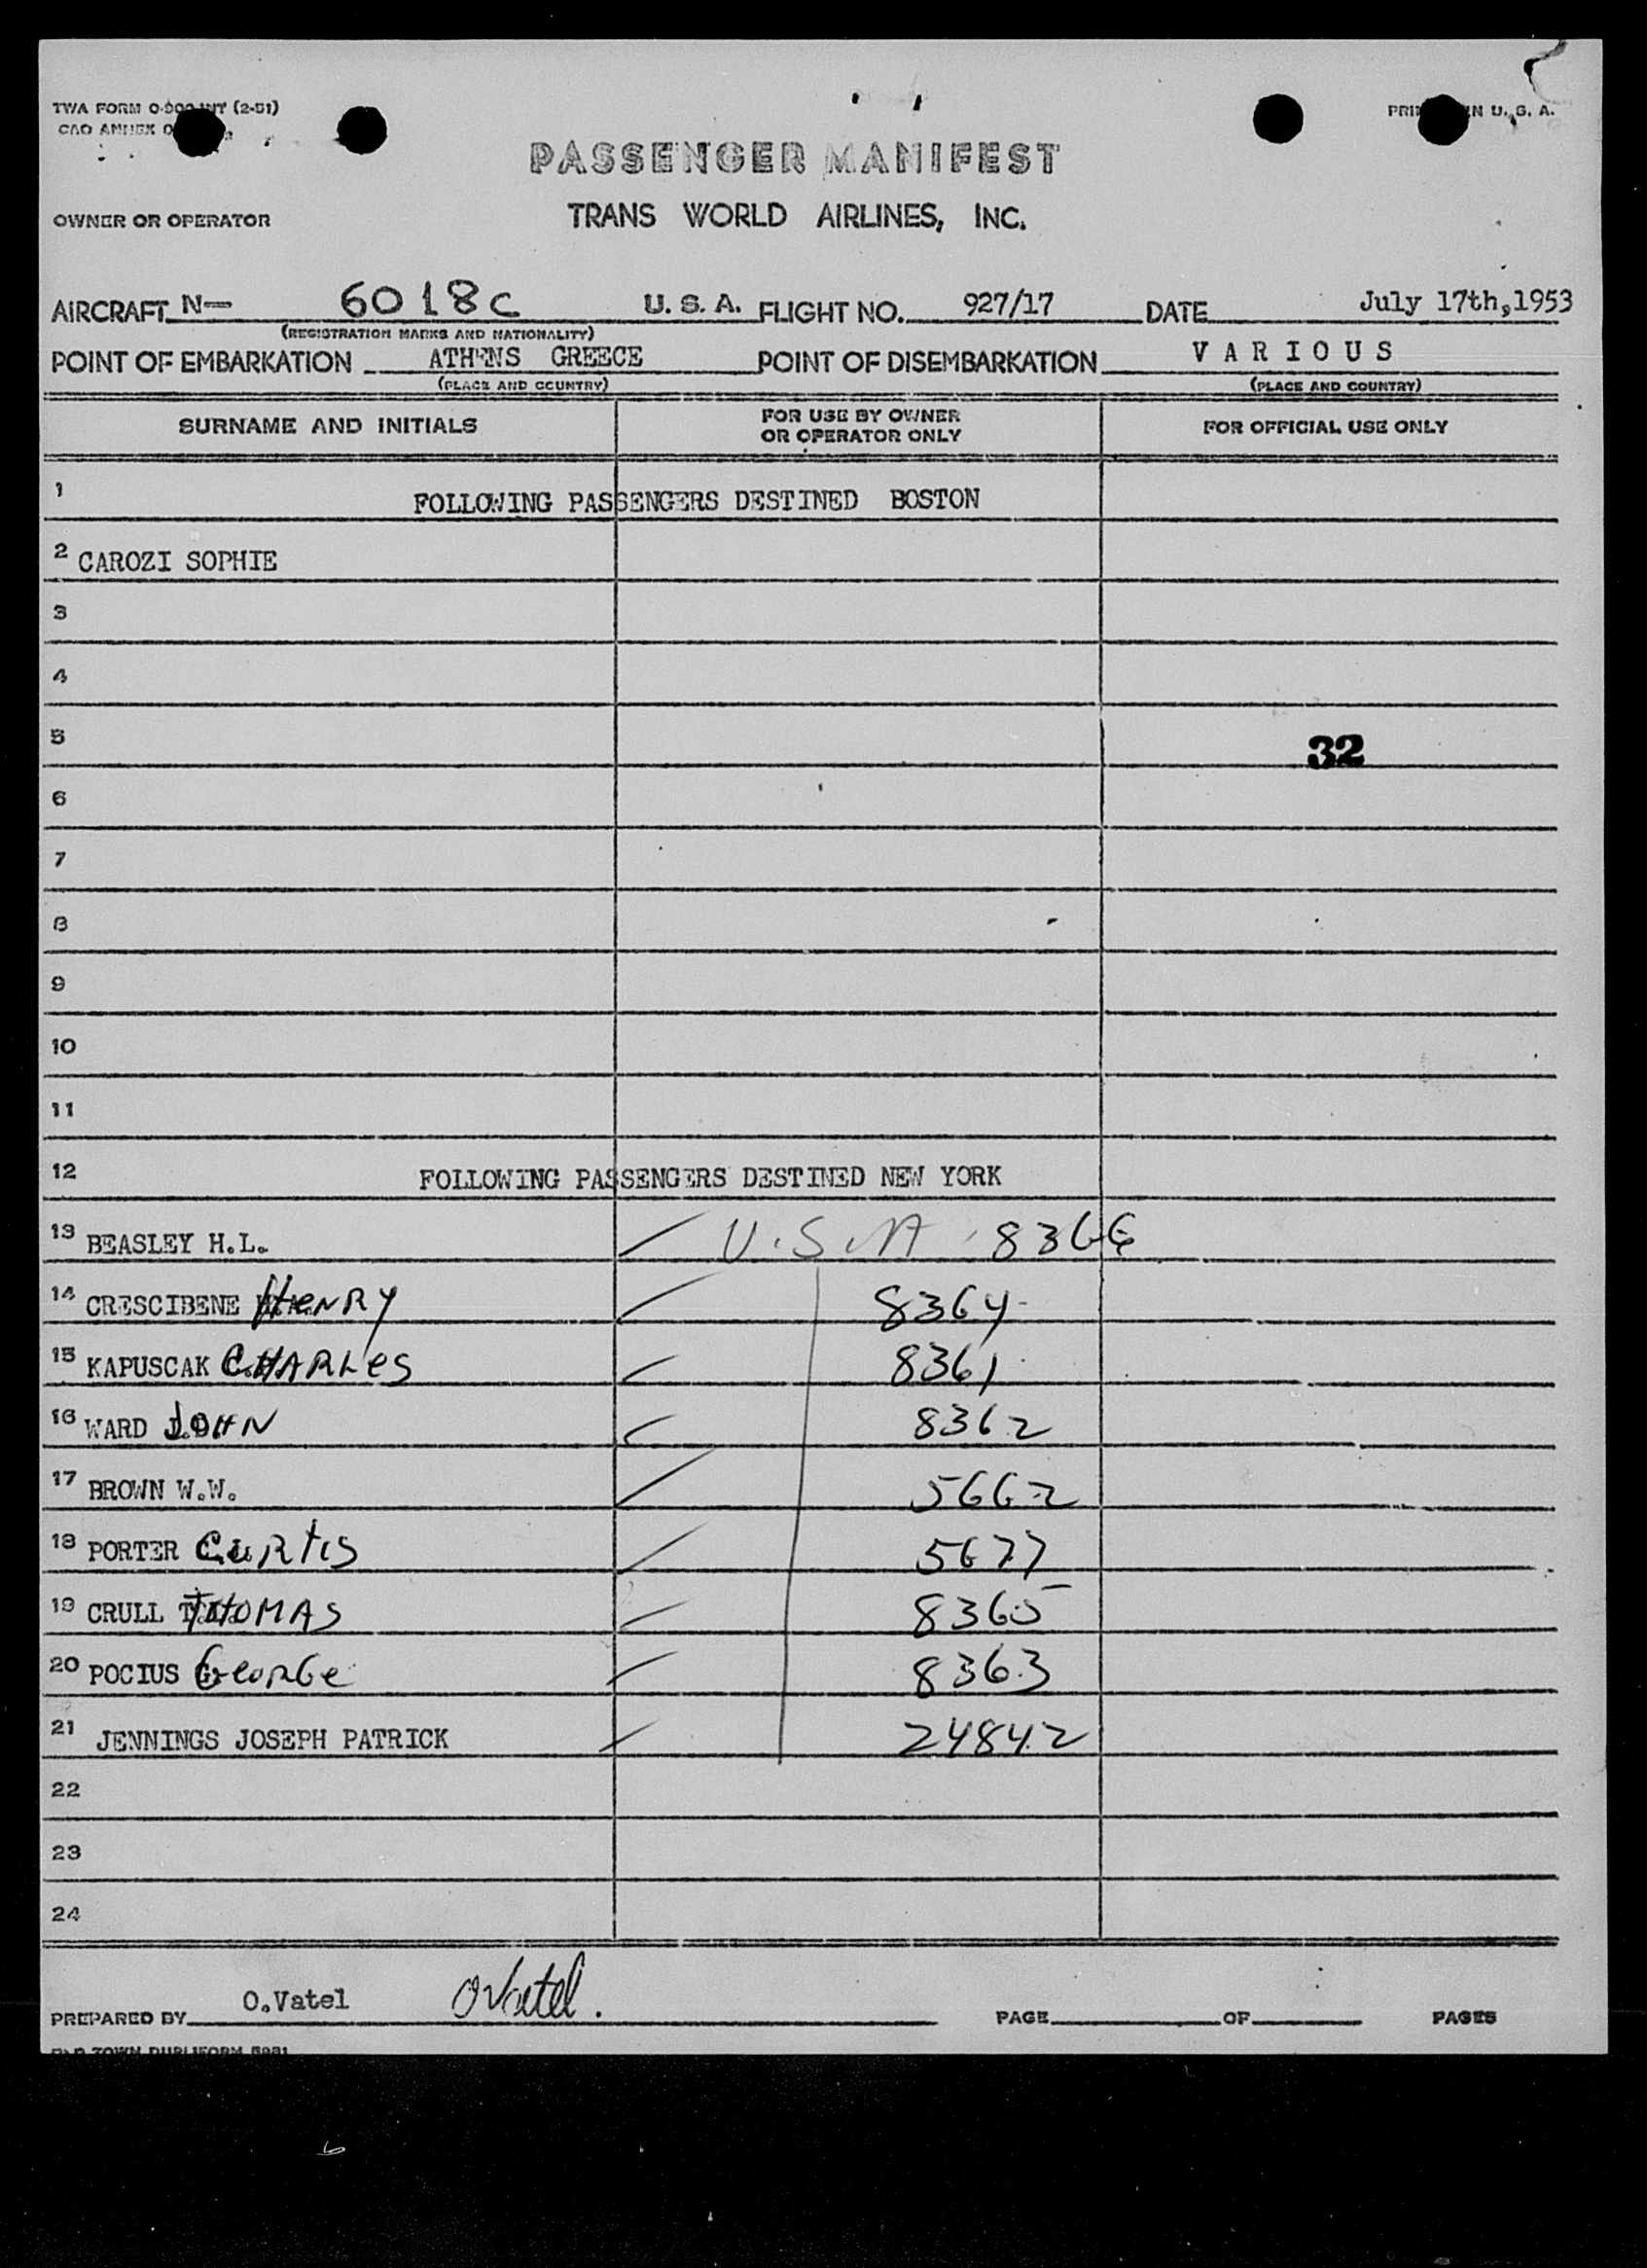 TWA FORM (2-51)
PRINTED IN U. S. A.
CAO ANNEX
PASSENGER MANIFEST
OWNER OR OPERATOR
TRANS WORLD AIRLINES, INC.
AIRCRAFT N- 6018C U. S. A. FLIGHT NO. 927/17 DATE July 17th,1953
(REGISTRATION MARKS AND NATIONALITY)
POINT OF EMBARKATION ATHENS GREECE POINT OF DISEMBARKATION VARIOUS
(PLACE AND COUNTRY) (PLACE AND COUNTRY)
SURNAME AND INITIALS FOR USE BY OWNER OR OPERATOR ONLY FOR OFFICIAL USE ONLY
1 FOLLOWING PASSENGERS DESTINED BOSTON
2 CAROZI SOPHIE
3
4
5 32
6
7
8
9
10
11
12 FOLLOWING PASSENGERS DESTINED NEW YORK
13 BEASLEY H.L. U.S.A 8366
14 CRESCIBENE HENRY 8364
15 KAPUSCAK CHARLES 8361
16 WARD JOHN 8362
17 BROWN W.W. 5662
18 PORTER CURtIS 5677
19 CRULL THOMAS 8365
20 POCIUS GeoRGe 8363
21 JENNINGS JOSEPH PATRICK 24842
22
23
24
PREPARED BY O.Vatel OVatel. PAGE OF PAGES